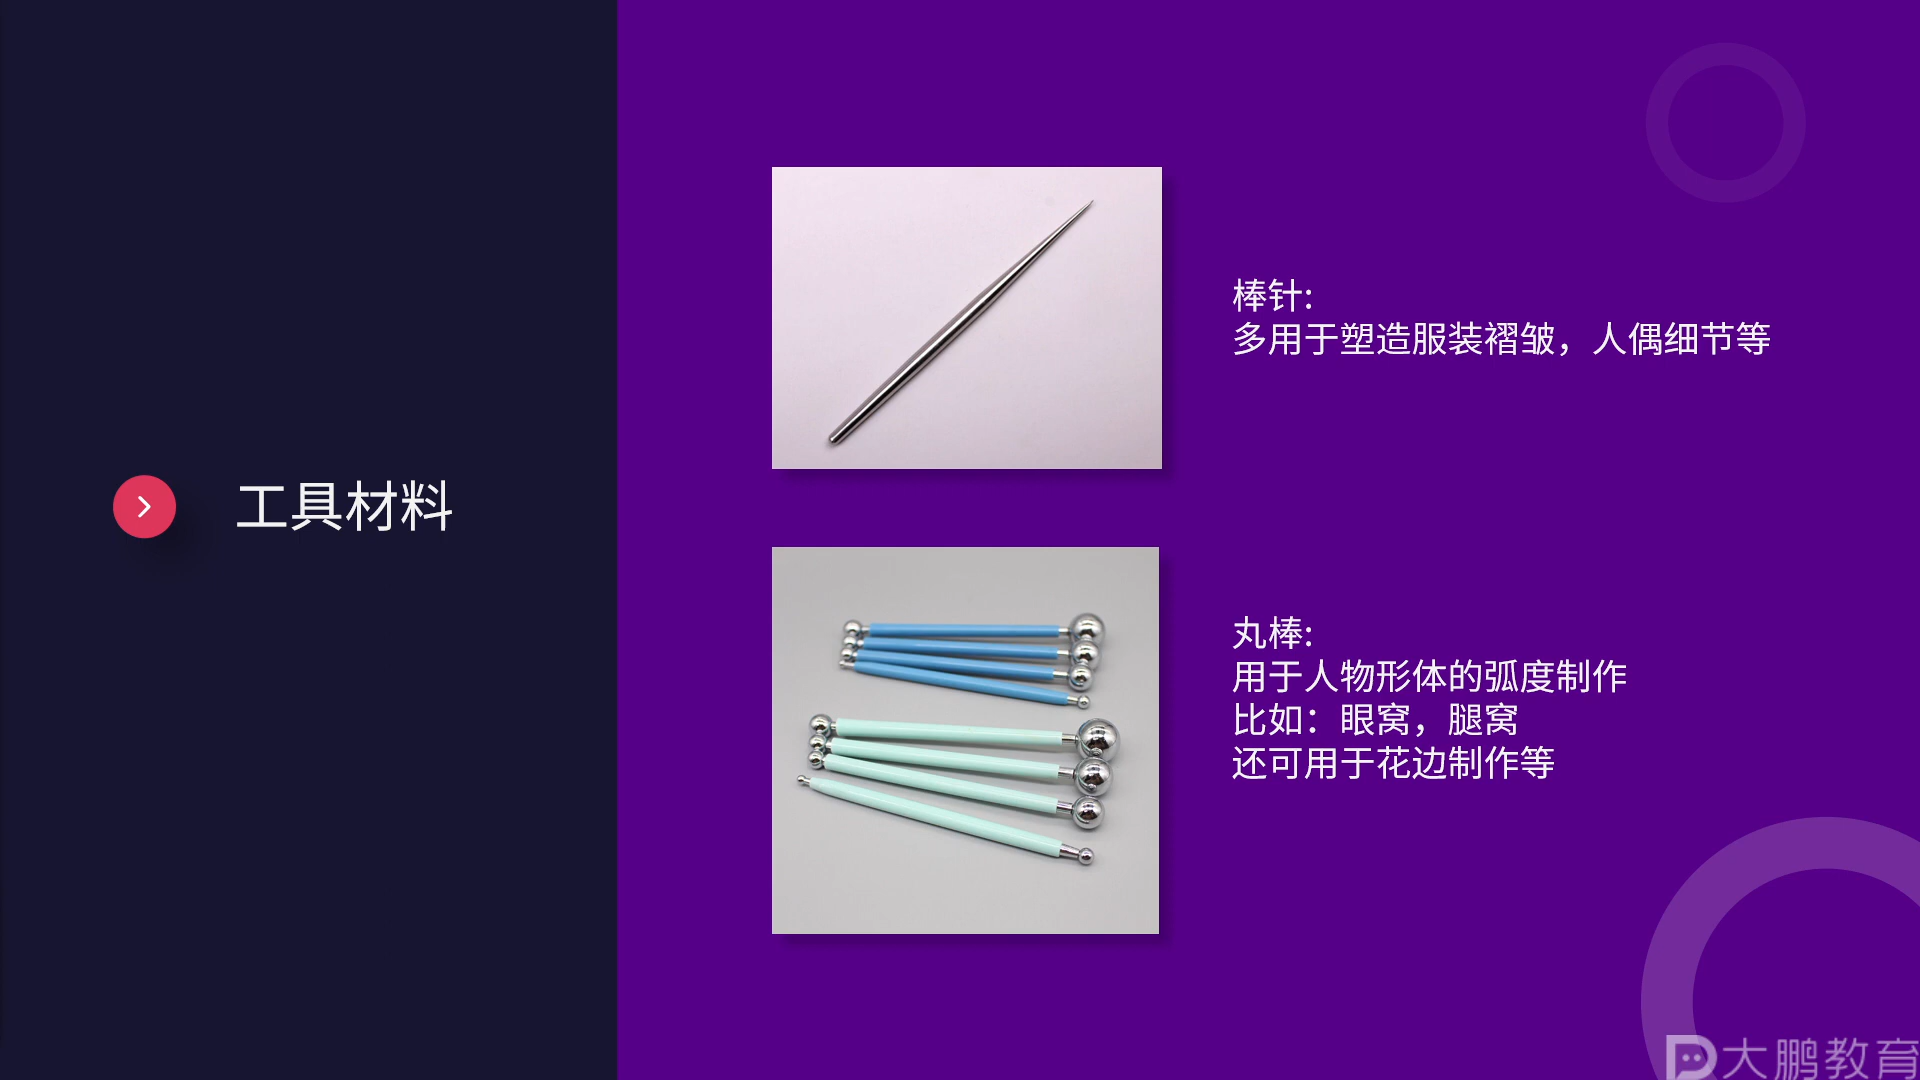 工具材料
棒针:
多用于塑造服装褶皱，人偶细节等
丸棒:
用于人物形体的弧度制作
比如：眼窝，腿窝
还可用于花边制作等
大鹏教育